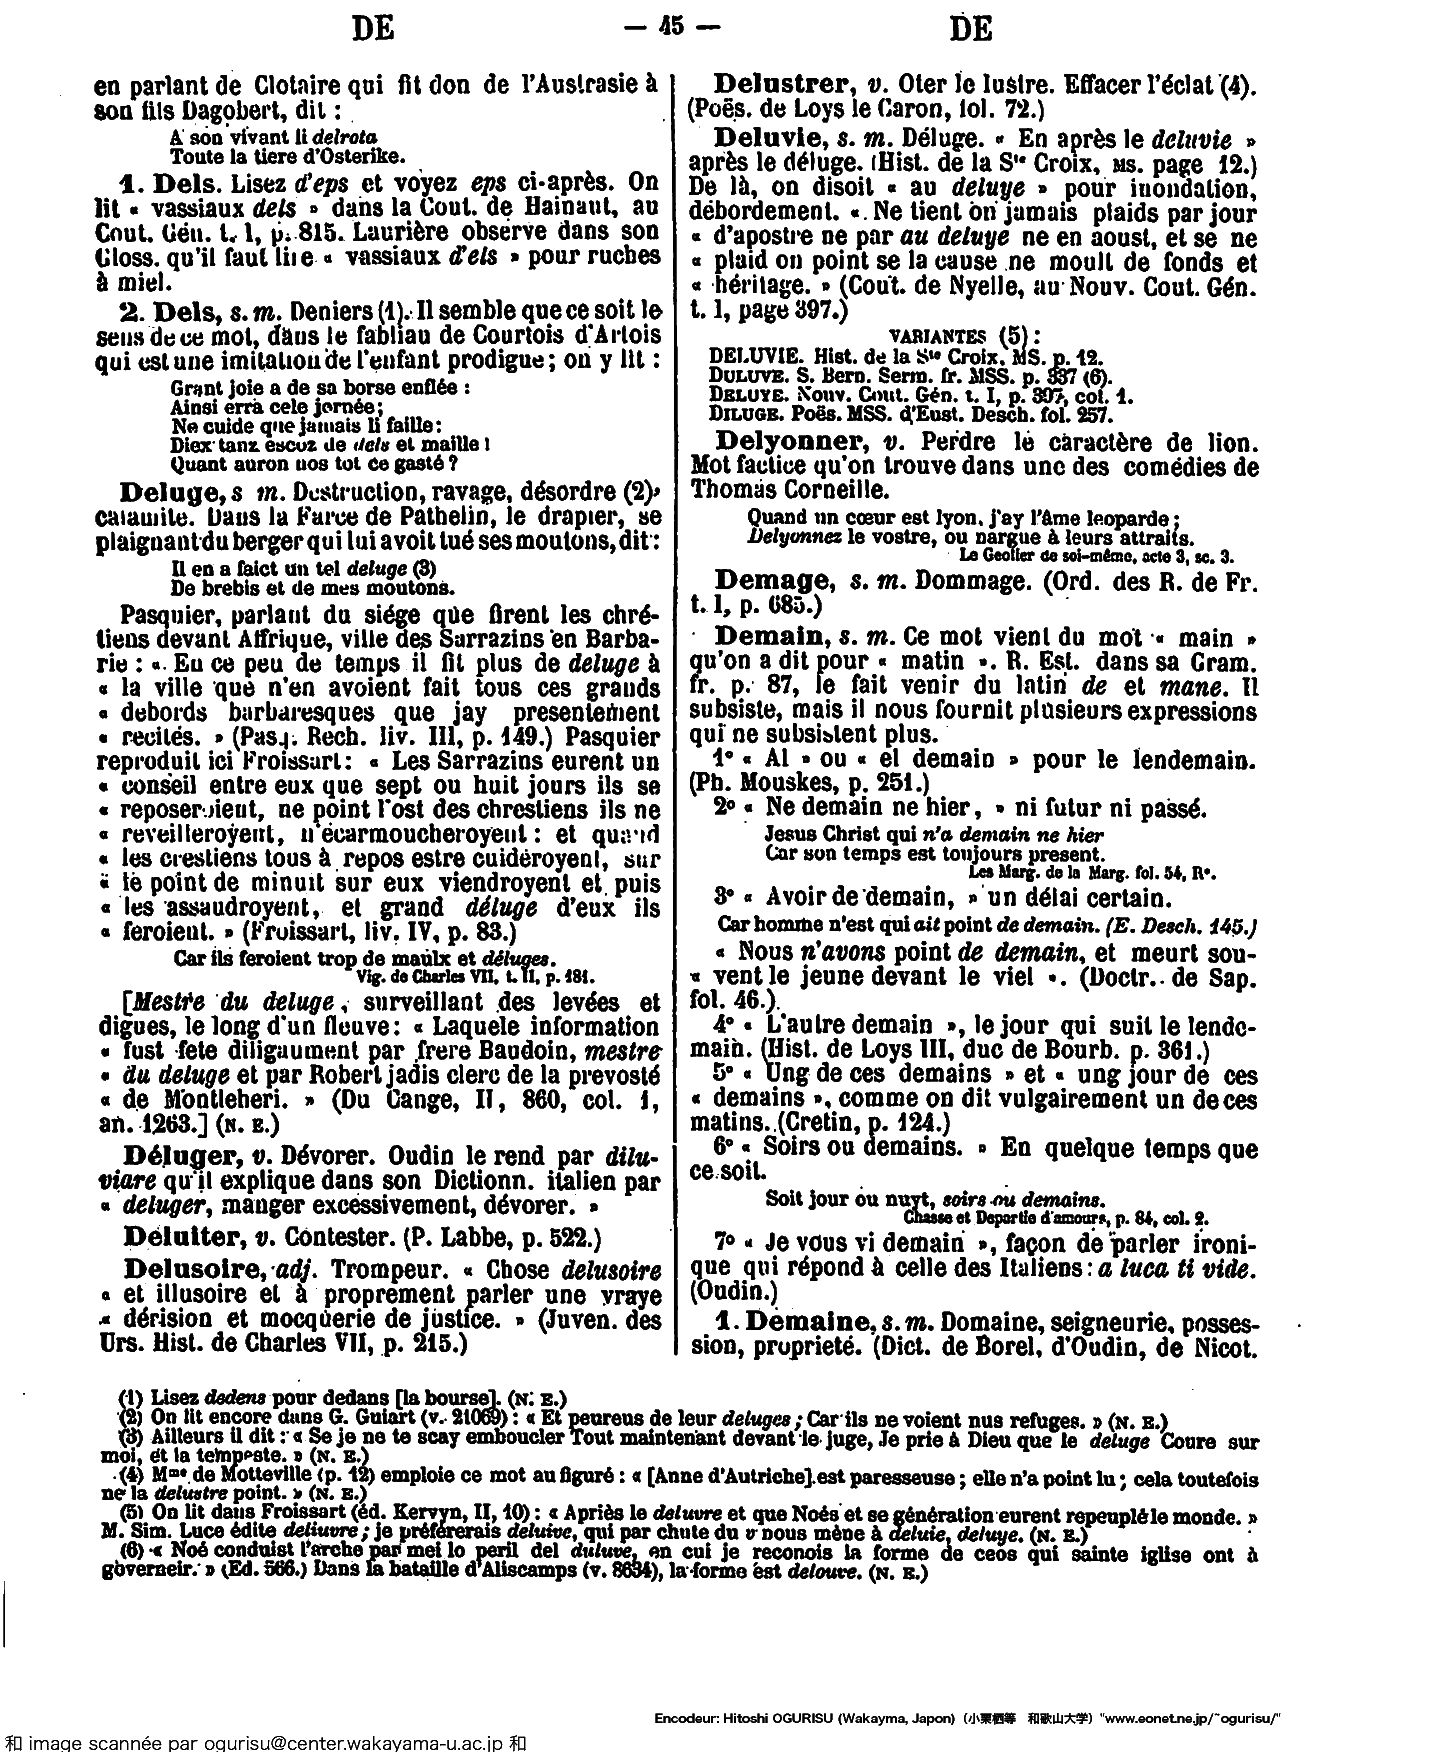 DE — 45 — DE
en parlant de Clotaire qui fit don de l'Austrasie à
son fils Dagobert, dit :
A son vivant li delrota
Toute la tiere d'Osterike.
1. Dels. Lisez d'eps et voyez eps ci-après. On
lit « vassiaux dels » dans la Cout. de Hainaut, au
Cout. Gén. t. I, p. 815. Laurière observe dans son
Gloss. qu'il faut lire « vassiaux d'els » pour ruches
à miel.
2. Dels, s. m. Deniers (1). Il semble que ce soit le
sens de ce mot, dans le fabliau de Courtois d'Artois
qui est une imitation de l'enfant prodigue ; on y lit :
Grant joie a de sa borse enflée :
Ainsi erra cele jornée ;
Ne cuide que jamais li faille :
Diex tanz escuz de dels et maille !
Quant auron nos tot ce gasté ?
Deluge, s m. Destruction, ravage, désordre (2),
calamite. Dans la Farce de Pathelin, le drapier, se
plaignant du berger qui lui avoit tué ses moutons, dit :
Il en a faict un tel deluge (3)
De brebis et de mes moutons.
Pasquier, parlant du siége que firent les chré-
tiens devant Affrique, ville des Sarrazins en Barba-
rie : « En ce peu de temps il fit plus de deluge à
« la ville que n'en avoient fait tous ces grands
« debords barbaresques que jay presentement
« recités. » (Pasq. Rech. liv. III, p. 149.) Pasquier
reproduit ici Froissart : « Les Sarrazins eurent un
« conseil entre eux que sept ou huit jours ils se
« reposeroient, ne point l'ost des chrestiens ils ne
« reveilleroyent, n'écarmoucheroyent : et quand
« les crestiens tous à repos estre cuideroyent, sur
« le point de minuit sur eux viendroyent et puis
« les assaudroyent, et grand déluge d'eux ils
« feroient. » (Froissart, liv. IV, p. 83.)
Car ils feroient trop de maulx et déluges.
Vig. de Charles VII, t. II, p. 181.
[Mestre du deluge, surveillant des levées et
digues, le long d'un fleuve : « Laquele information
« fust fete diligaument par frere Baudoin, mestre
« du deluge et par Robert jadis clerc de la prevosté
« de Montleheri. » (Du Cange, II, 860, col. 1,
an. 1263.] (N. E.)
Déluger, v. Dévorer. Oudin le rend par dilu-
viare qu'il explique dans son Dictionn. italien par
« deluger, manger excessivement, dévorer. »
Deluiter, v. Contester. (P. Labbe, p. 522.)
Delusoire, adj. Trompeur. « Chose delusoire
« et illusoire et à proprement parler une vraye
« dérision et mocquerie de justice. » (Juven. des
Urs. Hist. de Charles VII, p. 215.)
Delustrer, v. Oter le lustre. Effacer l'éclat (4).
(Poës. de Loys le Caron, fol. 72.)
Deluvie, s. m. Déluge. « En après le deluvie »
après le déluge. (Hist. de la Ste Croix, MS. page 12.)
De là, on disoit « au deluye » pour inondation,
débordement. « Ne tient on jamais plaids par jour
« d'apostre ne par au deluye ne en aoust, et se ne
« plaid on point se la cause ne moult de fonds et
« héritage. » (Cout. de Nyelle, au Nouv. Cout. Gén.
t. I, page 397.)
VARIANTES (5) :
DELUVIE. Hist. de la Ste Croix, MS. p. 12.
DULUVE. S. Bern. Serm. fr. MSS. p. 337 (6).
DELUYE. Nouv. Cout. Gén. t. I, p. 397, col. 1.
DILUGE. Poës. MSS. d'Eust. Desch. fol. 257.
Delyonner, v. Perdre le caractère de lion.
Mot factice qu'on trouve dans une des comédies de
Thomas Corneille.
Quand un cœur est lyon, j'ay l'âme leoparde ;
Delyonnez le vostre, ou nargue à leurs attraits.
Le Geolier de soi-même, acte 3, sc. 3.
Demage, s. m. Dommage. (Ord. des R. de Fr.
t. I, p. 685.)
Demain, s. m. Ce mot vient du mot « main »
qu'on a dit pour « matin ». R. Est. dans sa Gram.
fr. p. 87, le fait venir du latin de et mane. Il
subsiste, mais il nous fournit plusieurs expressions
qui ne subsistent plus.
1° « Al » ou « el demain » pour le lendemain.
(Ph. Mouskes, p. 251.)
2° « Ne demain ne hier, » ni futur ni passé.
Jesus Christ qui n'a demain ne hier
Car son temps est toujours present.
Les Marg. de la Marg. fol. 54, R°.
3° « Avoir de demain, » un délai certain.
Car homme n'est qui ait point de demain. (E. Desch. 145.)
« Nous n'avons point de demain, et meurt sou-
« vent le jeune devant le viel ». (Doctr. de Sap.
fol. 46.)
4° « L'autre demain », le jour qui suit le lende-
main. (Hist. de Loys III, duc de Bourb. p. 361.)
5° « Ung de ces demains » et « ung jour de ces
« demains », comme on dit vulgairement un de ces
matins. (Cretin, p. 124.)
6° « Soirs ou demains. » En quelque temps que
ce soit.
Soit jour ou nuyt, soirs ou demains.
Chasse et Departie d'amours, p. 84, col. 2.
7° « Je vous vi demain », façon de parler ironi-
que qui répond à celle des Italiens : a luca ti vide.
(Oudin.)
1. Demaine, s. m. Domaine, seigneurie, posses-
sion, proprieté. (Dict. de Borel, d'Oudin, de Nicot.
(1) Lisez dedens pour dedans [la bourse]. (N. E.)
(2) On lit encore dans G. Guiart (v. 21069) : « Et peureus de leur deluges ; Car ils ne voient nus refuges. » (N. E.)
(3) Ailleurs il dit : « Se je ne te scay emboucler Tout maintenant devant le juge, Je prie à Dieu que le deluge Coure sur
moi, et la tempeste. » (N. E.)
(4) Mme de Motteville (p. 12) emploie ce mot au figuré : « [Anne d'Autriche] est paresseuse ; elle n'a point lu ; cela toutefois
ne la delustre point. » (N. E.)
(5) On lit dans Froissart (éd. Kervyn, II, 10) : « Apriès le deluvre et que Noés et se génération eurent repeuplé le monde. »
M. Sim. Luce édite deliuvre ; je préférerais deluive, qui par chute du v nous mène à deluie, deluye. (N. E.)
(6) « Noé conduist l'arche par mei lo peril del duluve, en cui je reconois la forme de ceos qui sainte iglise ont à
governeir. » (Ed. 566.) Dans la bataille d'Aliscamps (v. 8634), la forme est delouve. (N. E.)
Encodeur: Hitoshi OGURISU (Wakayma, Japon) (小栗栖等 和歌山大学) "www.eonet.ne.jp/~ogurisu/"
和 image scannée par ogurisu@center.wakayama-u.ac.jp 和